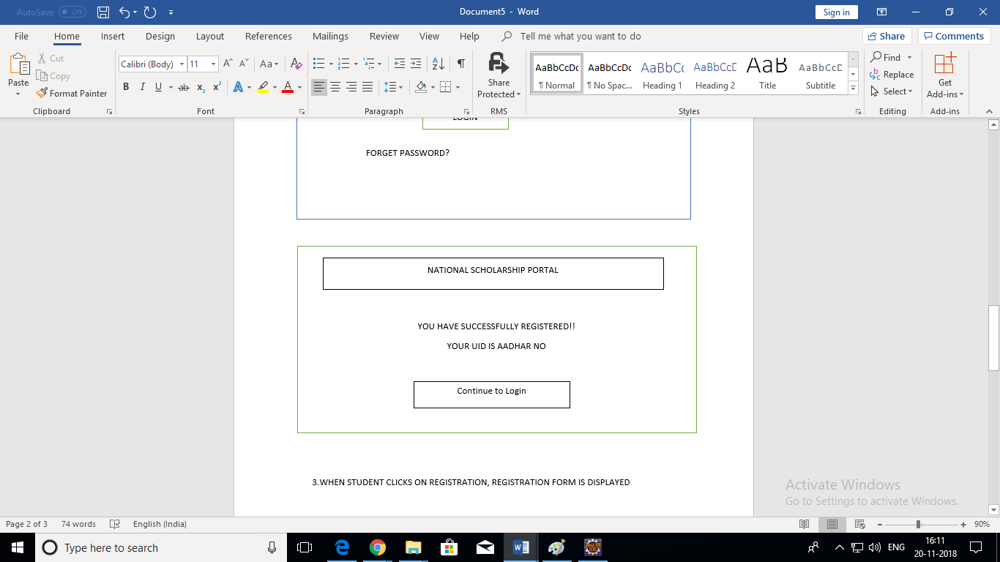 AutoSave Off
Document5 - Word
Sign in
File Home Insert Design Layout References Mailings Review View Help Tell me what you want to do Share Comments
Paste
Cut
Copy
Format Painter
Clipboard
Calibri (Body) 11
Aa
B I U ab x2 x2 A A
Font
Paragraph
Share
Protected
RMS
AaBbCcDc AaBbCcDc AaBbCc AaBbCcD AaB AaBbCcD
¶ Normal ¶ No Spac... Heading 1 Heading 2 Title Subtitle
Styles
Find
Replace
Select
Editing
Get
Add-ins
Add-ins
LOGIN
FORGET PASSWORD?
NATIONAL SCHOLARSHIP PORTAL
YOU HAVE SUCCESSFULLY REGISTERED!!
YOUR UID IS AADHAR NO
Continue to Login
3.WHEN STUDENT CLICKS ON REGISTRATION, REGISTRATION FORM IS DISPLAYED
Activate Windows
Go to Settings to activate Windows.
Page 2 of 3 74 words English (India) 90%
Type here to search
ENG
16:11
20-11-2018